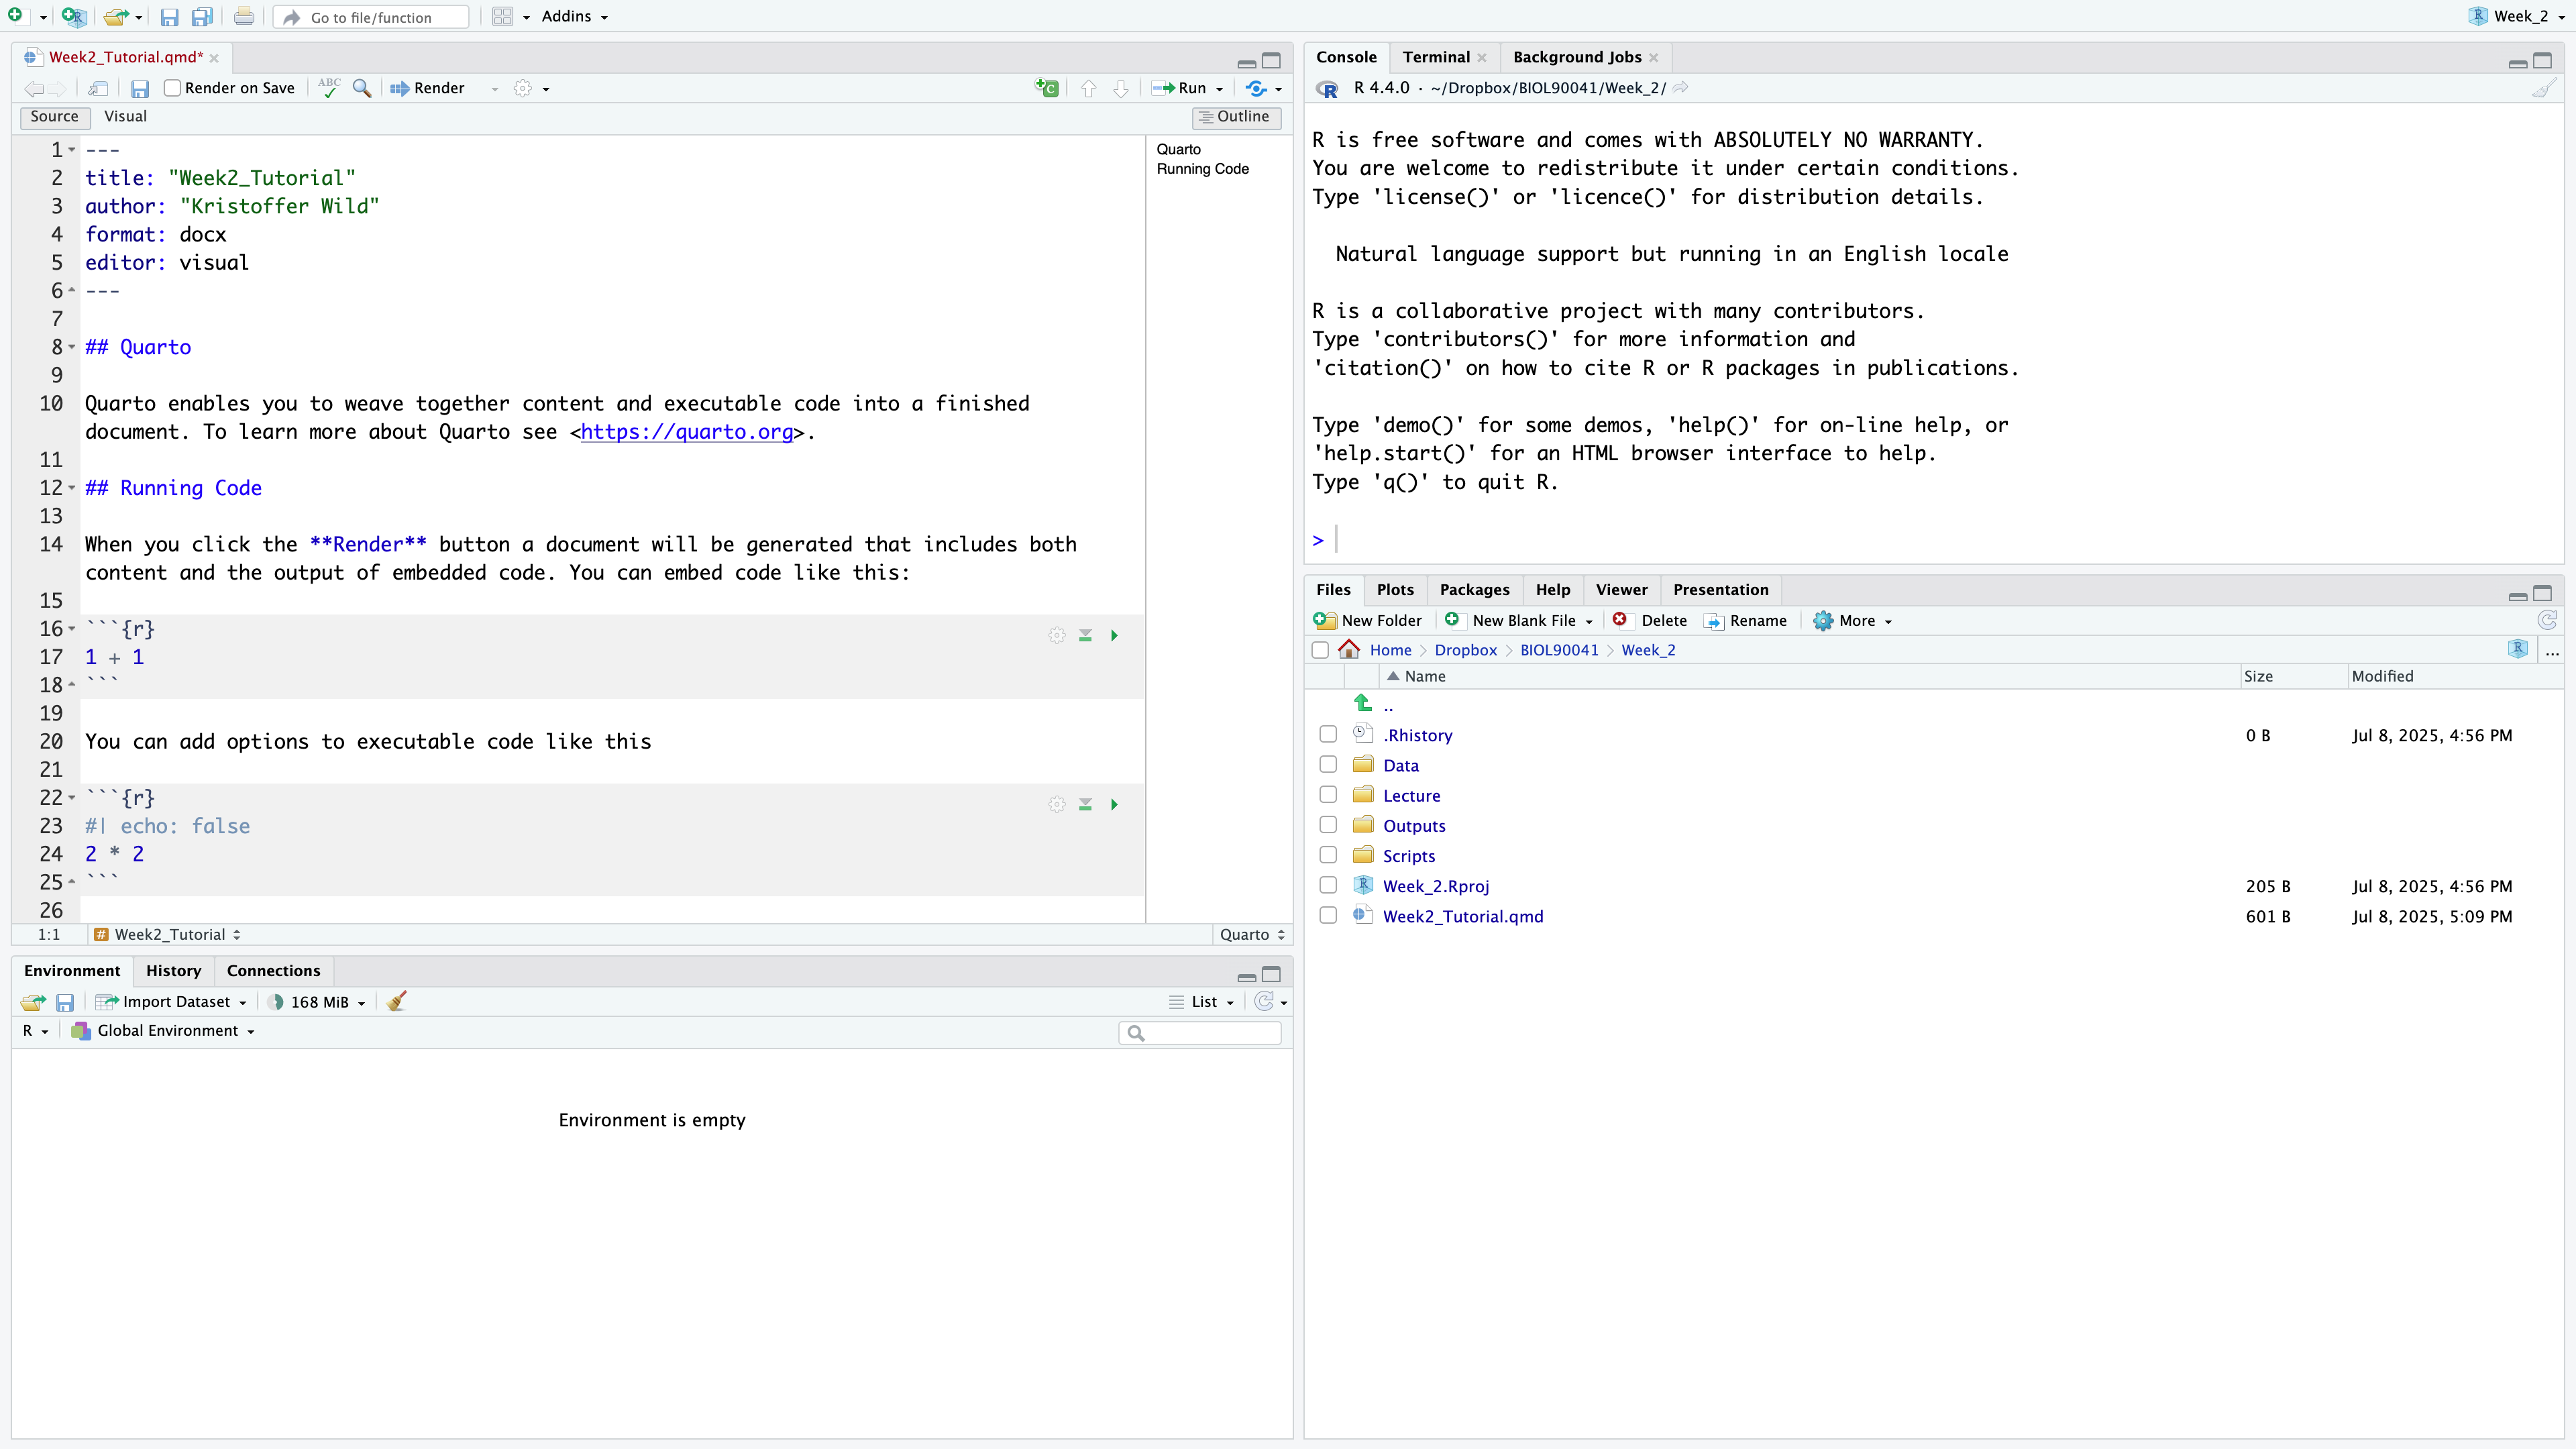 Go to file/function
Addins
Week_2
Week2_Tutorial.qmd*
Render on Save
ABC
Render
Run
Source
Visual
Outline
1 ---
2 title: "Week2_Tutorial"
3 author: "Kristoffer Wild"
4 format: docx
5 editor: visual
6 ---
7
8 ## Quarto
9
10 Quarto enables you to weave together content and executable code into a finished
document. To learn more about Quarto see <https://quarto.org>.
11
12 ## Running Code
13
14 When you click the **Render** button a document will be generated that includes both
content and the output of embedded code. You can embed code like this:
15
16 ```{r}
17 1 + 1
18 ```
19
20 You can add options to executable code like this
21
22 ```{r}
23 #| echo: false
24 2 * 2
25 ```
26
Quarto
Running Code
1:1
# Week2_Tutorial
Quarto
Environment
History
Connections
Import Dataset
168 MiB
List
R
Global Environment
Environment is empty
Console
Terminal
Background Jobs
R 4.4.0 · ~/Dropbox/BIOL90041/Week_2/
R is free software and comes with ABSOLUTELY NO WARRANTY.
You are welcome to redistribute it under certain conditions.
Type 'license()' or 'licence()' for distribution details.
Natural language support but running in an English locale
R is a collaborative project with many contributors.
Type 'contributors()' for more information and
'citation()' on how to cite R or R packages in publications.
Type 'demo()' for some demos, 'help()' for on-line help, or
'help.start()' for an HTML browser interface to help.
Type 'q()' to quit R.
>
Files
Plots
Packages
Help
Viewer
Presentation
New Folder
New Blank File
Delete
Rename
More
Home
Dropbox
BIOL90041
Week_2
...
Name
Size
Modified
..
.Rhistory 0 B Jul 8, 2025, 4:56 PM
Data
Lecture
Outputs
Scripts
Week_2.Rproj 205 B Jul 8, 2025, 4:56 PM
Week2_Tutorial.qmd 601 B Jul 8, 2025, 5:09 PM